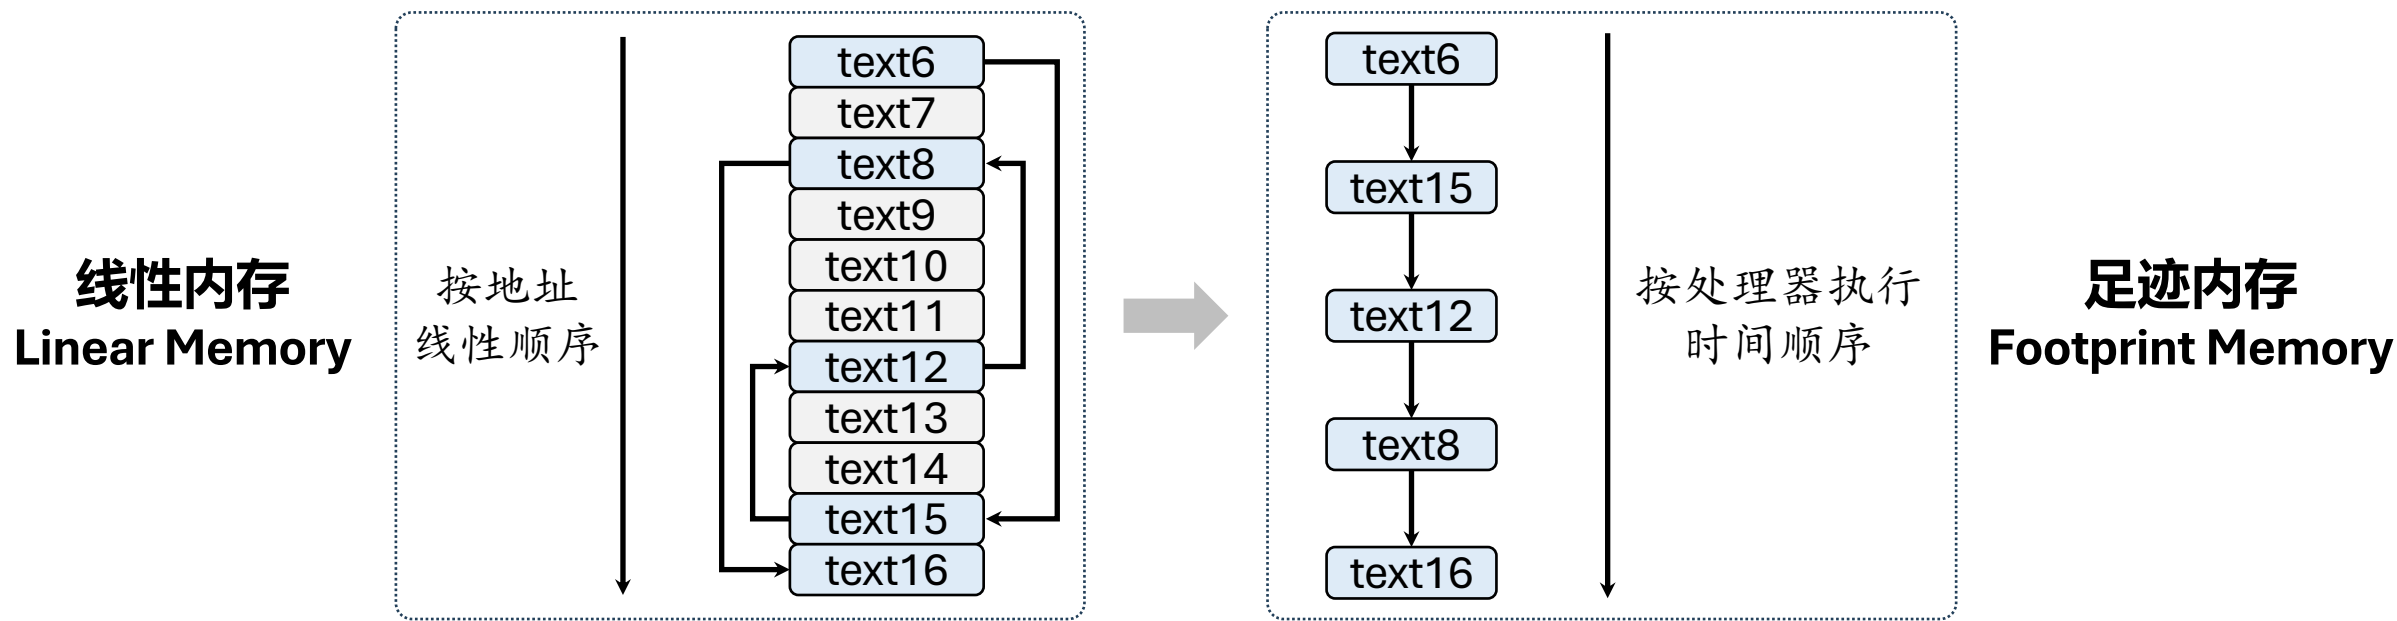 线性内存
Linear Memory
按地址
线性顺序
text6
text7
text8
text9
text10
text11
text12
text13
text14
text15
text16
text6
text15
text12
text8
text16
按处理器执行
时间顺序
足迹内存
Footprint Memory